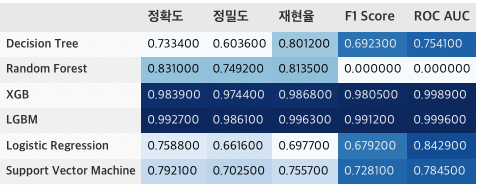 정확도 정밀도 재현율 F1 Score ROC AUC
Decision Tree 0.733400 0.603600 0.801200 0.692300 0.754100
Random Forest 0.831000 0.749200 0.813500 0.000000 0.000000
XGB 0.983900 0.974400 0.986800 0.980500 0.998900
LGBM 0.992700 0.986100 0.996300 0.991200 0.999600
Logistic Regression 0.758800 0.661600 0.697700 0.679200 0.842900
Support Vector Machine 0.792100 0.702500 0.755700 0.728100 0.784500